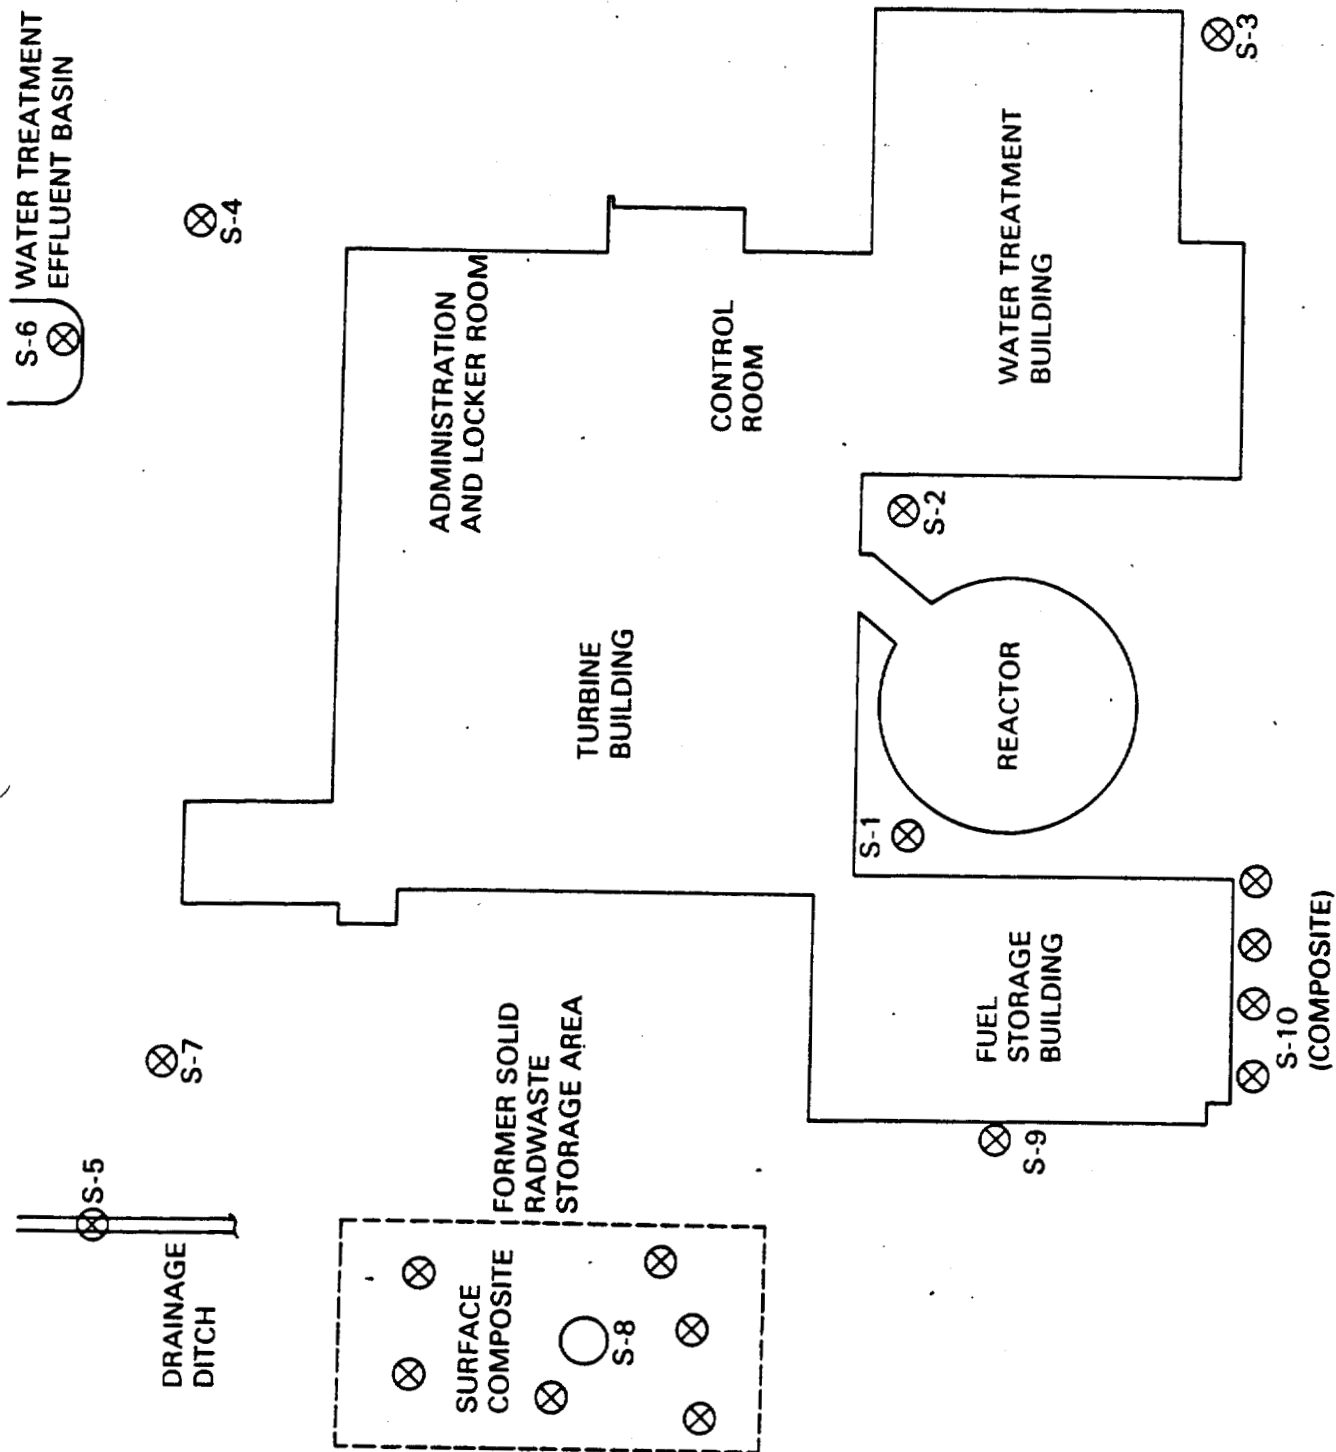 S-6
WATER TREATMENT
EFFLUENT BASIN
S-4
S-3
ADMINISTRATION
AND LOCKER ROOM
CONTROL
ROOM
WATER TREATMENT
BUILDING
S-2
TURBINE
BUILDING
REACTOR
S-1
S-7
S-5
DRAINAGE
DITCH
FORMER SOLID
RADWASTE
STORAGE AREA
SURFACE
COMPOSITE
S-8
FUEL
STORAGE
BUILDING
S-9
S-10
(COMPOSITE)